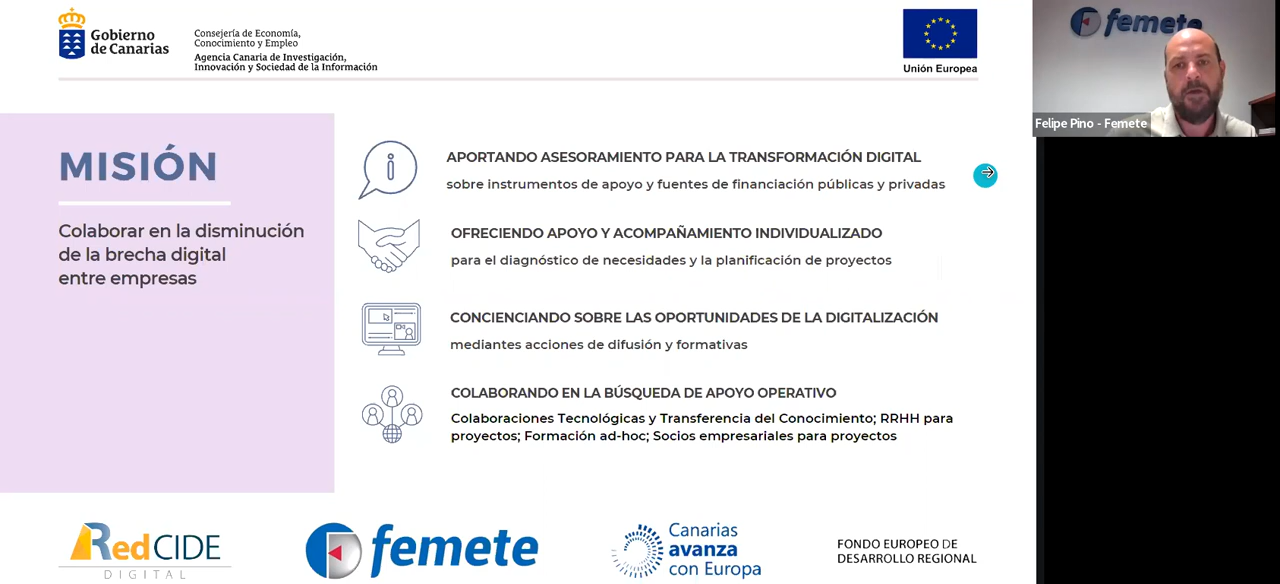 Gobierno
de Canarias
Consejería de Economía,
Conocimiento y Empleo
Agencia Canaria de Investigación,
Innovación y Sociedad de la Información
Unión Europea
femete
Felipe Pino - Femete
MISIÓN
Colaborar en la disminución
de la brecha digital
entre empresas
APORTANDO ASESORAMIENTO PARA LA TRANSFORMACIÓN DIGITAL
sobre instrumentos de apoyo y fuentes de financiación públicas y privadas
OFRECIENDO APOYO Y ACOMPAÑAMIENTO INDIVIDUALIZADO
para el diagnóstico de necesidades y la planificación de proyectos
CONCIENCIANDO SOBRE LAS OPORTUNIDADES DE LA DIGITALIZACIÓN
mediantes acciones de difusión y formativas
COLABORANDO EN LA BÚSQUEDA DE APOYO OPERATIVO
Colaboraciones Tecnológicas y Transferencia del Conocimiento; RRHH para
proyectos; Formación ad-hoc; Socios empresariales para proyectos
RedCIDE
DIGITAL
femete
Canarias
avanza
con Europa
FONDO EUROPEO DE
DESARROLLO REGIONAL